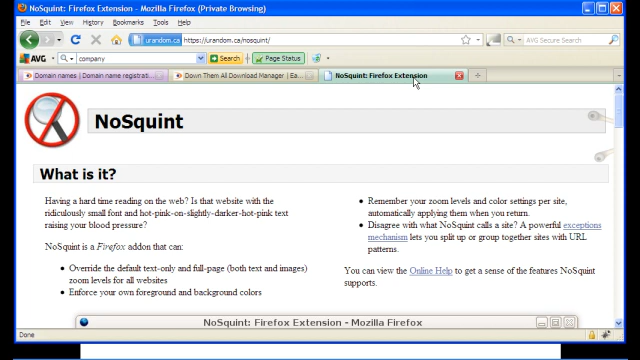 NoSquint: Firefox Extension - Mozilla Firefox (Private Browsing)
File Edit View History Bookmarks Tools Help
urandom.ca https://urandom.ca/nosquint/
AVG Secure Search
AVG company Search Page Status
Domain names | Domain name registrati...
Down Them All Download Manager | Ea...
NoSquint: Firefox Extension
NoSquint
What is it?
Having a hard time reading on the web? Is that website with the
ridiculously small font and hot-pink-on-slightly-darker-hot-pink text
raising your blood pressure?
NoSquint is a Firefox addon that can:
Override the default text-only and full-page (both text and images)
zoom levels for all websites
Enforce your own foreground and background colors
Remember your zoom levels and color settings per site,
automatically applying them when you return.
Disagree with what NoSquint calls a site? A powerful exceptions
mechanism lets you split up or group together sites with URL
patterns.
You can view the Online Help to get a sense of the features NoSquint
supports.
NoSquint: Firefox Extension - Mozilla Firefox
Done